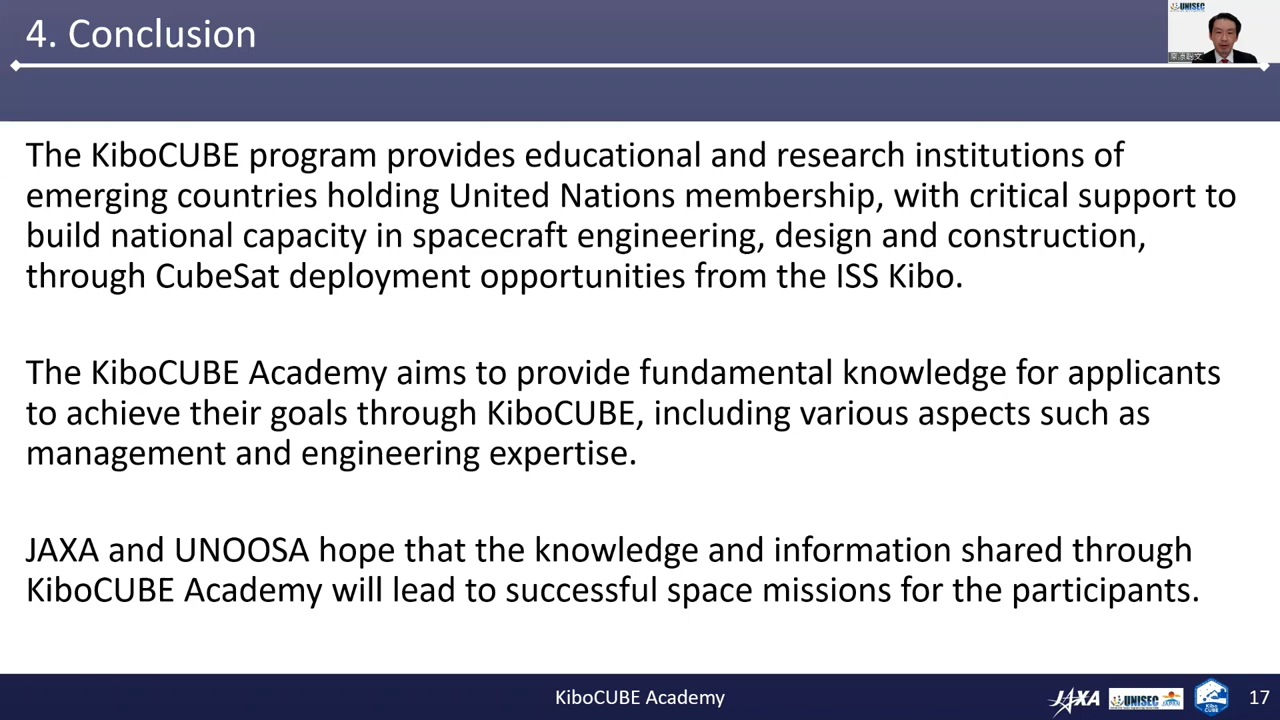 4. Conclusion
UNISEC
The KiboCUBE program provides educational and research institutions of
emerging countries holding United Nations membership, with critical support to
build national capacity in spacecraft engineering, design and construction,
through CubeSat deployment opportunities from the ISS Kibo.
The KiboCUBE Academy aims to provide fundamental knowledge for applicants
to achieve their goals through KiboCUBE, including various aspects such as
management and engineering expertise.
JAXA and UNOOSA hope that the knowledge and information shared through
KiboCUBE Academy will lead to successful space missions for the participants.
KiboCUBE Academy
JAXA
UNISEC
JAPAN
Kibo
CUBE
17